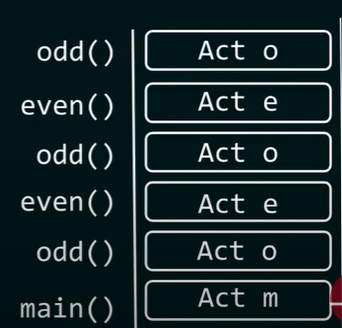 odd() Act o
even() Act e
odd() Act o
even() Act e
odd() Act o
main() Act m